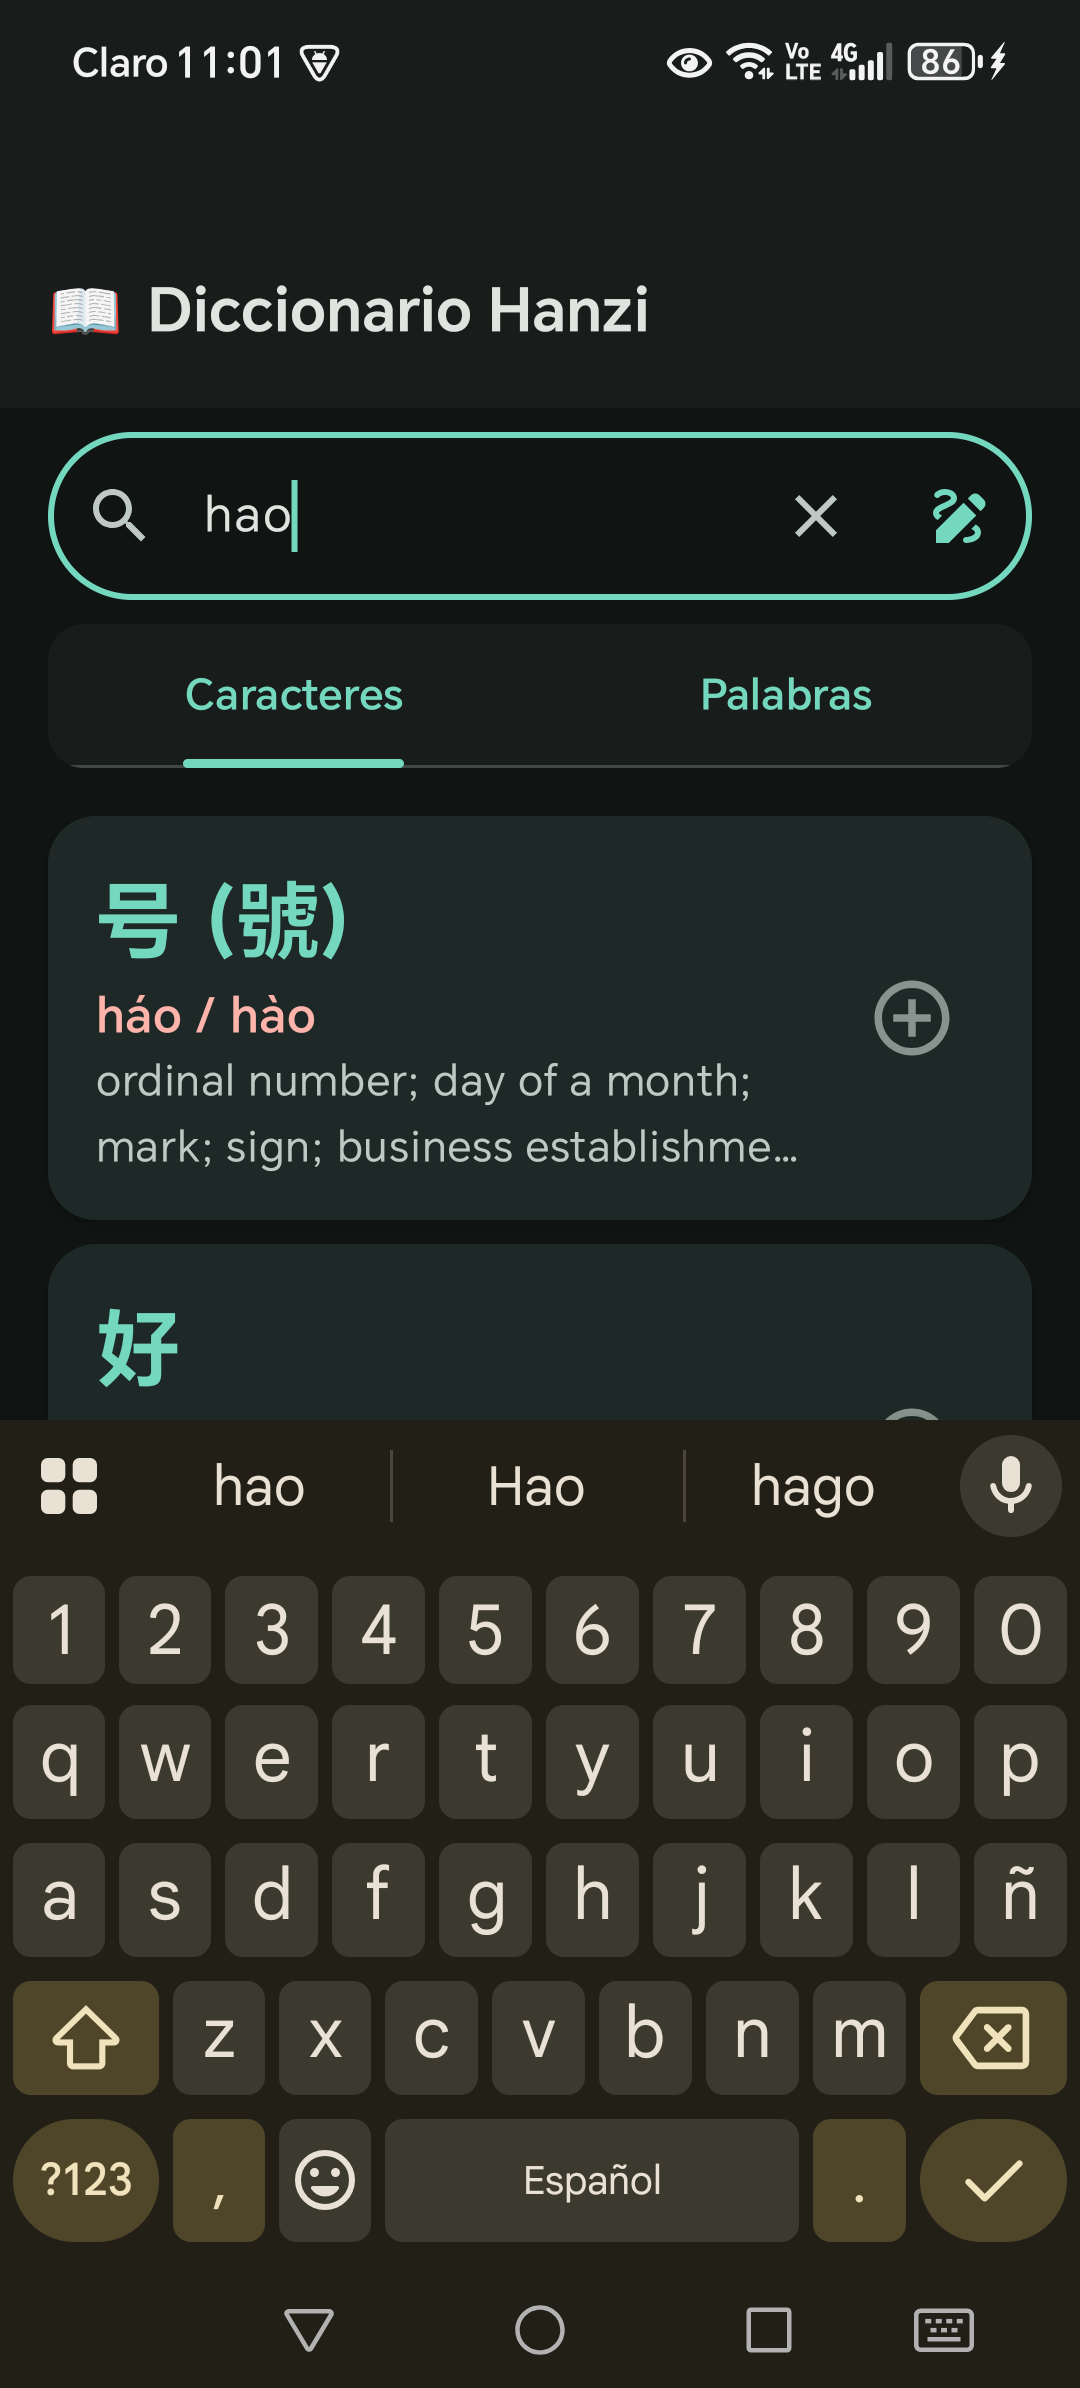 Claro 11:01 Vo LTE 4G 86
📖 Diccionario Hanzi
hao
Caracteres Palabras
号 (號)
háo / hào
ordinal number; day of a month;
mark; sign; business establishme...
好
hao Hao hago
1 2 3 4 5 6 7 8 9 0
q w e r t y u i o p
a s d f g h j k l ñ
z x c v b n m
?123 , Español .